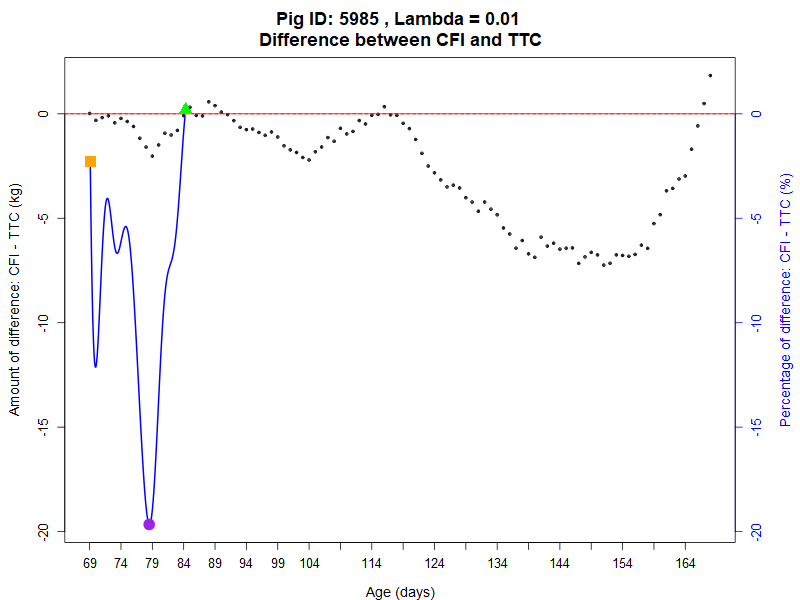 Pig ID: 5985 , Lambda = 0.01
Difference between CFI and TTC
Amount of difference: CFI - TTC (kg)
0
-5
-10
-15
-20
0
-5
-10
-15
-20
Percentage of difference: CFI - TTC (%)
69 74 79 84 89 94 99 104 114 124 134 144 154 164
Age (days)